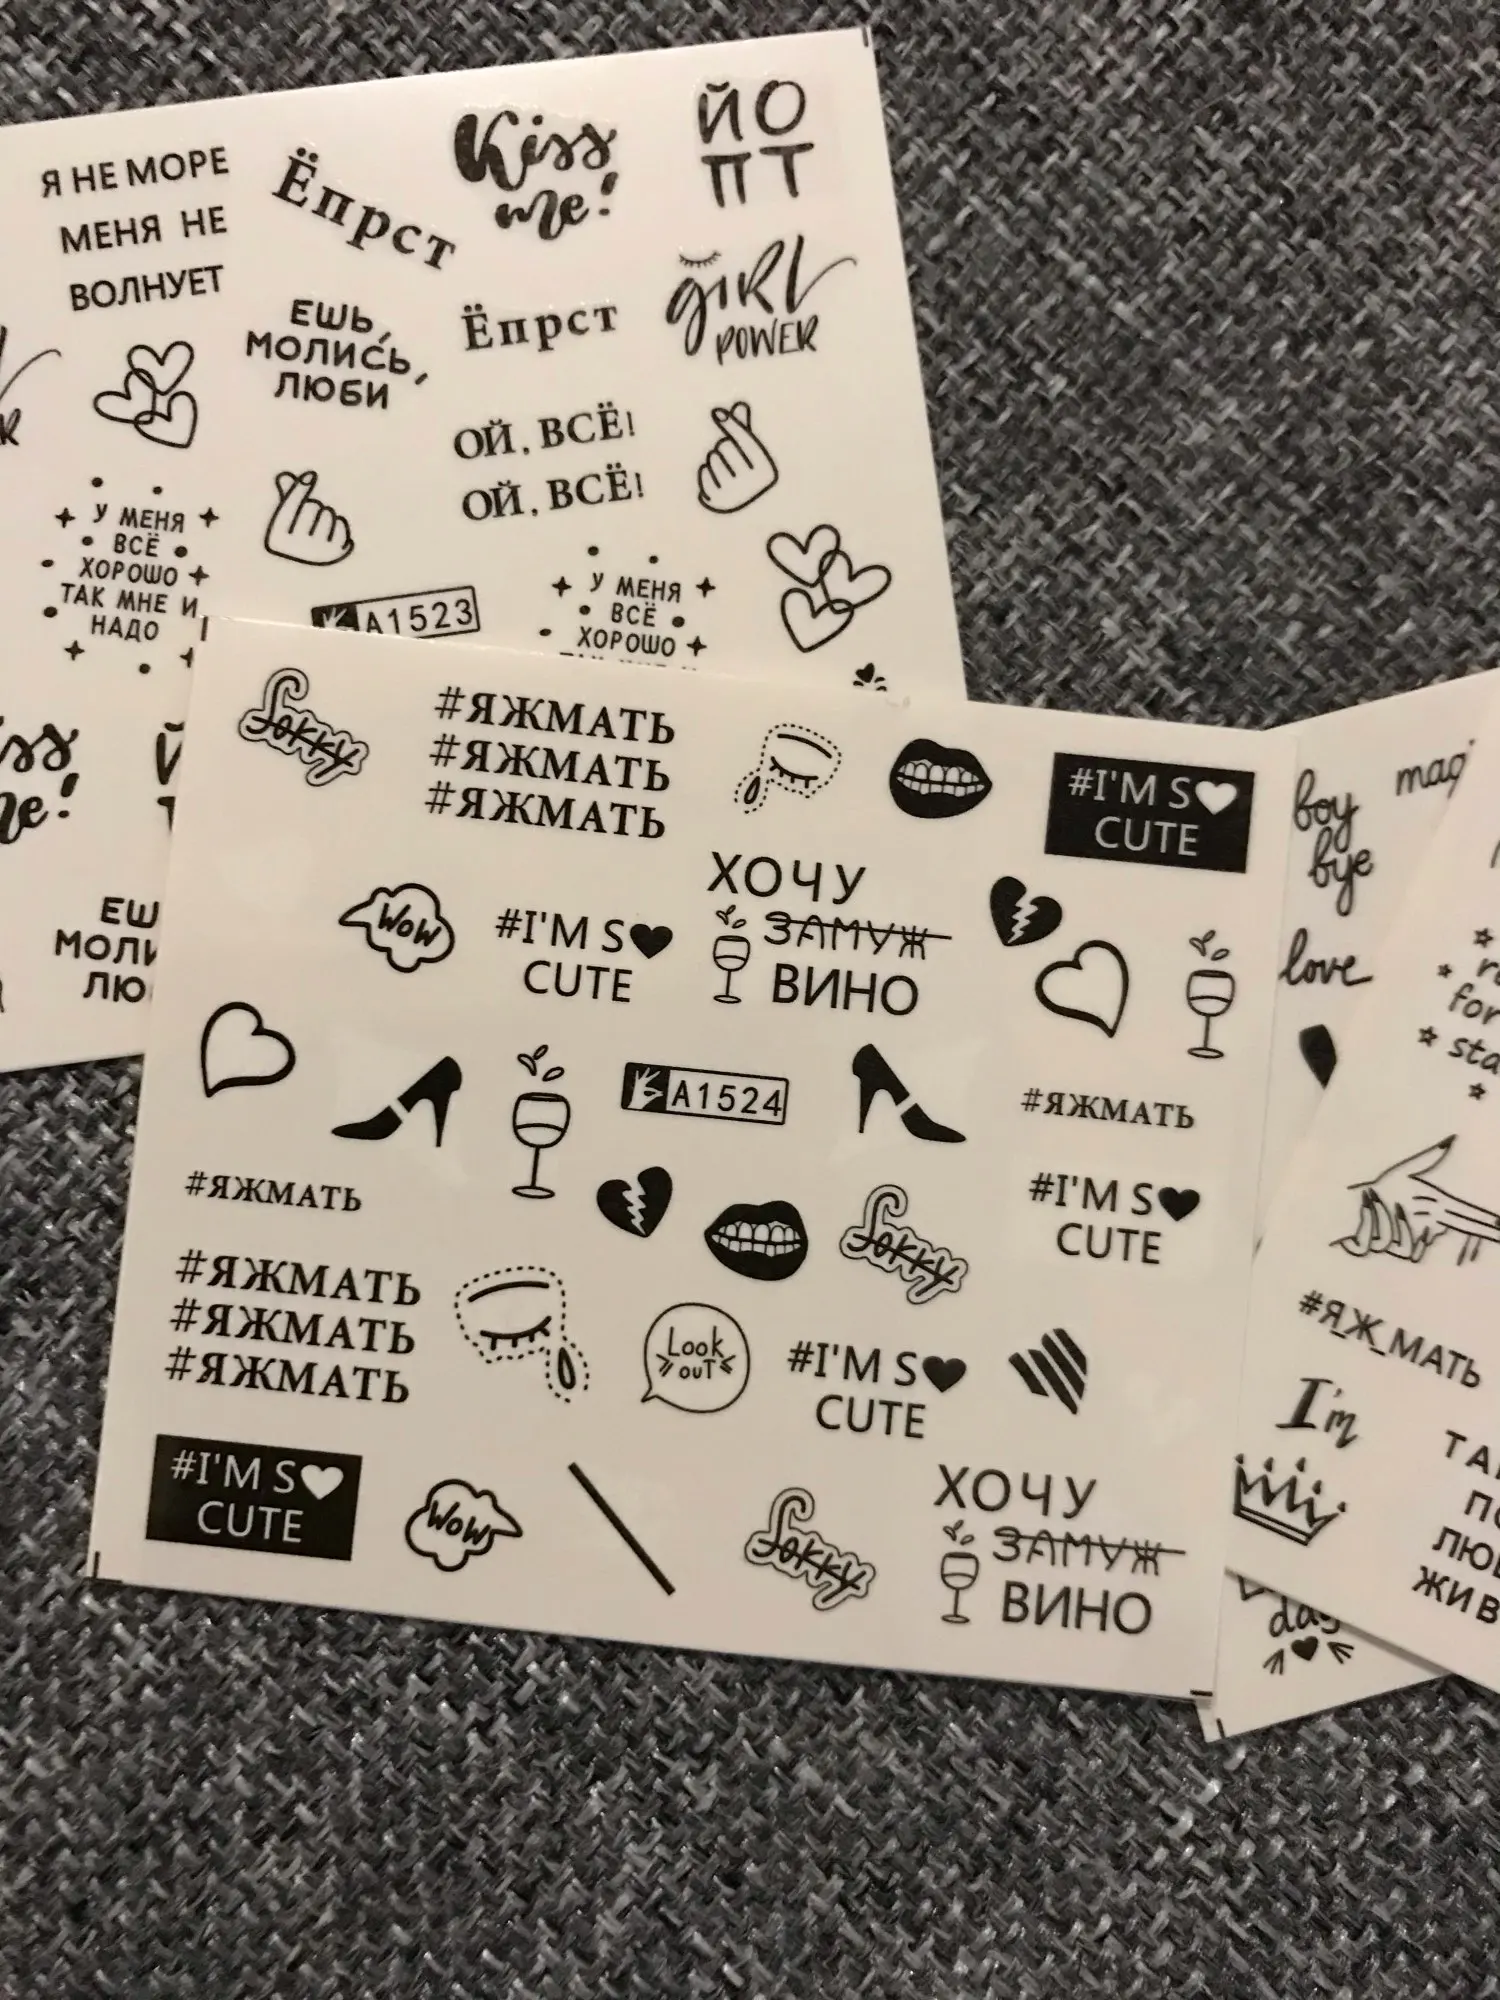 Я НЕ МОРЕ
МЕНЯ НЕ
ВОЛНУЕТ
Ёпрст
Kiss
me!
ЙО
ПТ
ЕШЬ,
МОЛИСЬ,
ЛЮБИ
Ёпрст
gIRL
POWER
ОЙ, ВСЁ!
ОЙ, ВСЁ!
У МЕНЯ
ВСЁ
ХОРОШО
ТАК МНЕ И
НАДО
A1523
У МЕНЯ
ВСЁ
ХОРОШО
me!
#ЯЖМАТЬ
#ЯЖМАТЬ
#ЯЖМАТЬ
#I'M S
CUTE
WOW
#I'M S
CUTE
ХОЧУ
ЗАМУЖ
ВИНО
A1524
#ЯЖМАТЬ
#ЯЖМАТЬ
#I'M S
CUTE
#ЯЖМАТЬ
#ЯЖМАТЬ
#ЯЖМАТЬ
Look
ouT
#I'M S
CUTE
#I'M S
CUTE
WOW
ХОЧУ
ЗАМУЖ
ВИНО
boy
bye
love
for
#Я_Ж_МАТЬ
I'm